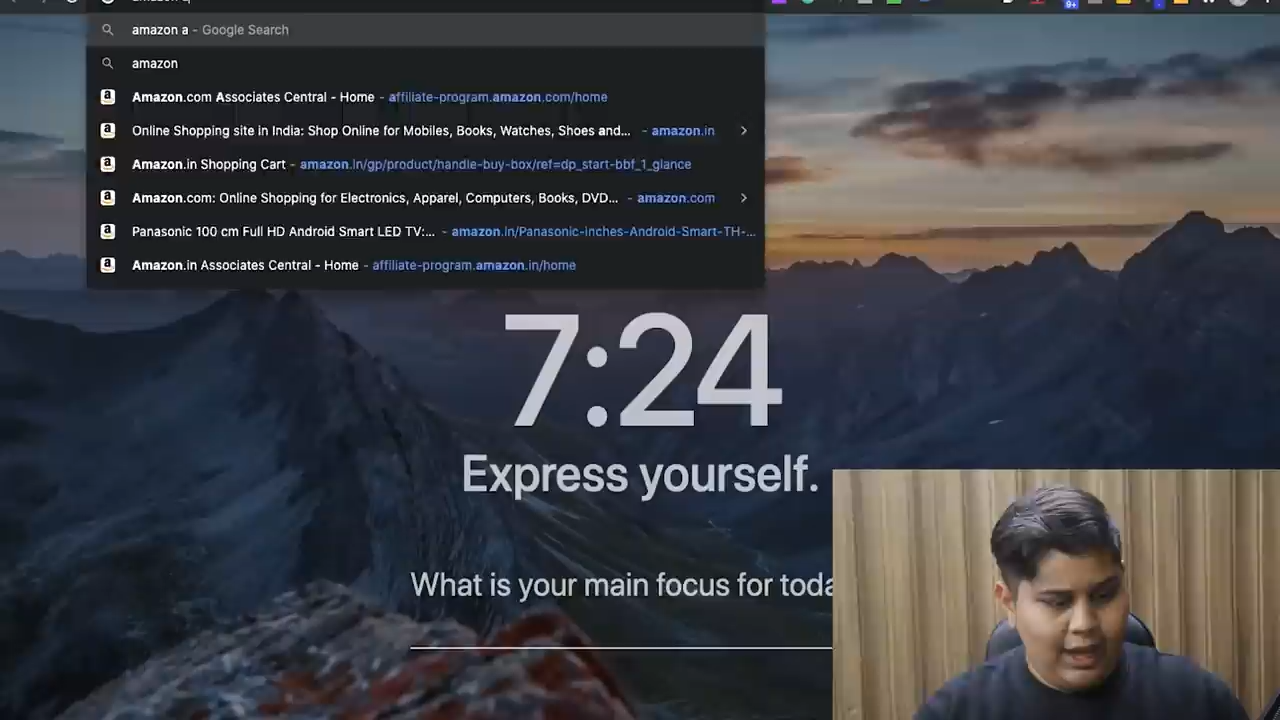 amazon a - Google Search
amazon
Amazon.com Associates Central - Home - affiliate-program.amazon.com/home
Online Shopping site in India: Shop Online for Mobiles, Books, Watches, Shoes and... - amazon.in
Amazon.in Shopping Cart - amazon.in/gp/product/handle-buy-box/ref=dp_start-bbf_1_glance
Amazon.com: Online Shopping for Electronics, Apparel, Computers, Books, DVD... - amazon.com
Panasonic 100 cm Full HD Android Smart LED TV:... - amazon.in/Panasonic-inches-Android-Smart-TH-...
Amazon.in Associates Central - Home - affiliate-program.amazon.in/home
7:24
Express yourself.
What is your main focus for toda